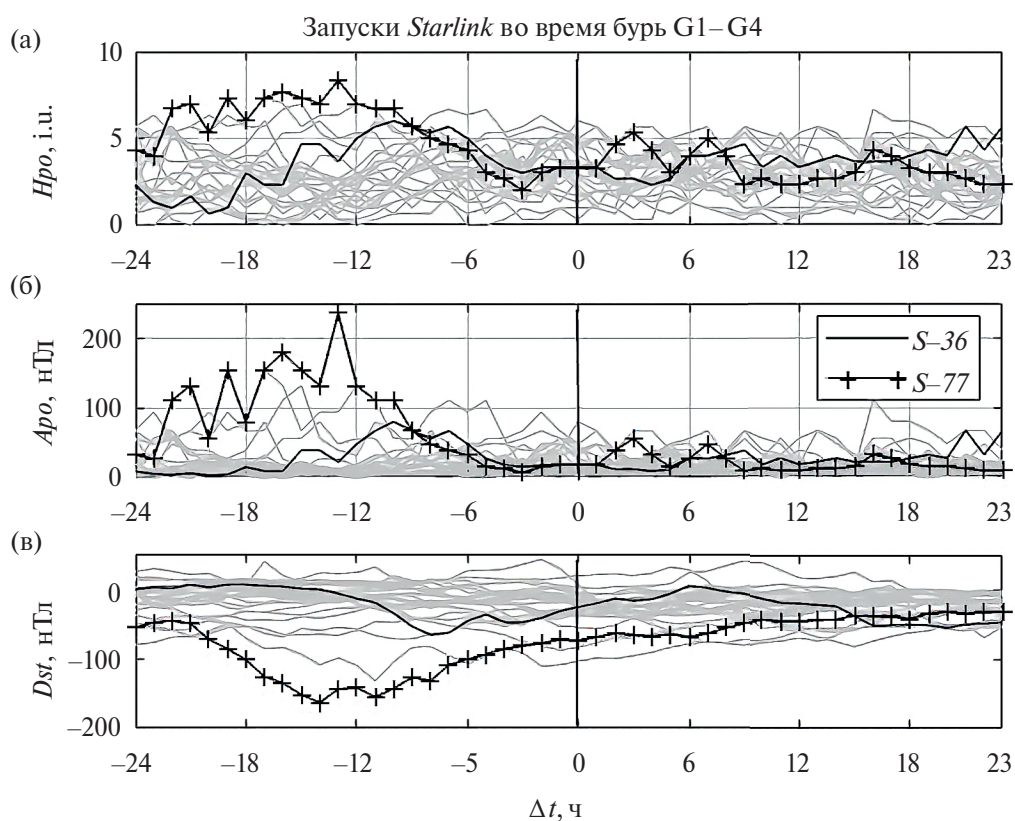 Запуски Starlink во время бурь G1–G4
(а)
10
5
0
Hpo, i.u.
–24 –18 –12 –6 0 6 12 18 23
(б)
200
100
0
Apo, нТл
S–36
S–77
–24 –18 –12 –6 0 6 12 18 23
(в)
0
–100
–200
Dst, нТл
–24 –18 –12 –5 0 6 12 18 23
Δt, ч